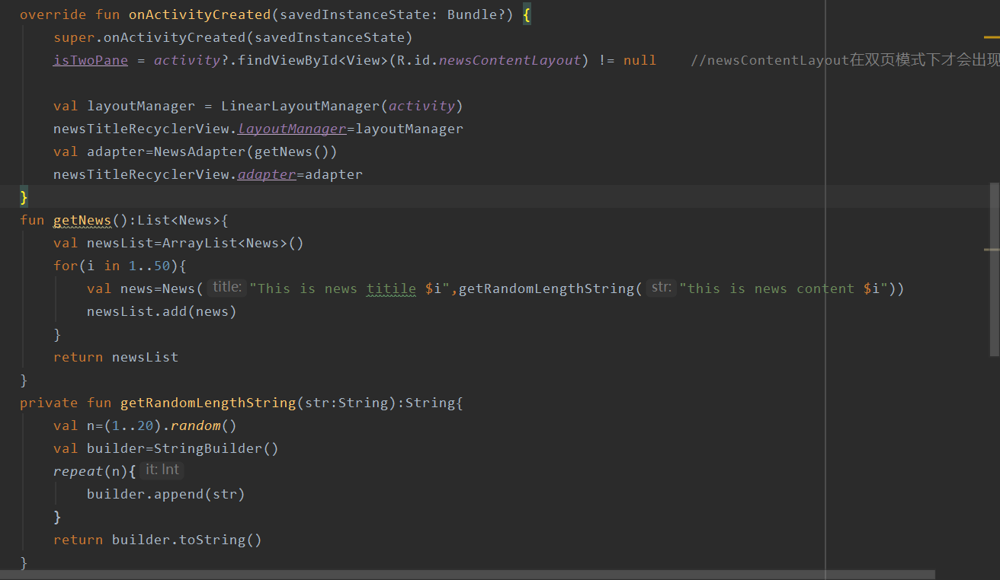 override fun onActivityCreated(savedInstanceState: Bundle?) {
    super.onActivityCreated(savedInstanceState)
    isTwoPane = activity?.findViewById<View>(R.id.newsContentLayout) != null    //newsContentLayout在双页模式下才会出现

    val layoutManager = LinearLayoutManager(activity)
    newsTitleRecyclerView.LayoutManager=layoutManager
    val adapter=NewsAdapter(getNews())
    newsTitleRecyclerView.adapter=adapter
}
fun getNews():List<News>{
    val newsList=ArrayList<News>()
    for(i in 1..50){
        val news=News( title: "This is news titile $i",getRandomLengthString( str: "this is news content $i"))
        newsList.add(news)
    }
    return newsList
}
private fun getRandomLengthString(str:String):String{
    val n=(1..20).random()
    val builder=StringBuilder()
    repeat(n){ it: Int
        builder.append(str)
    }
    return builder.toString()
}